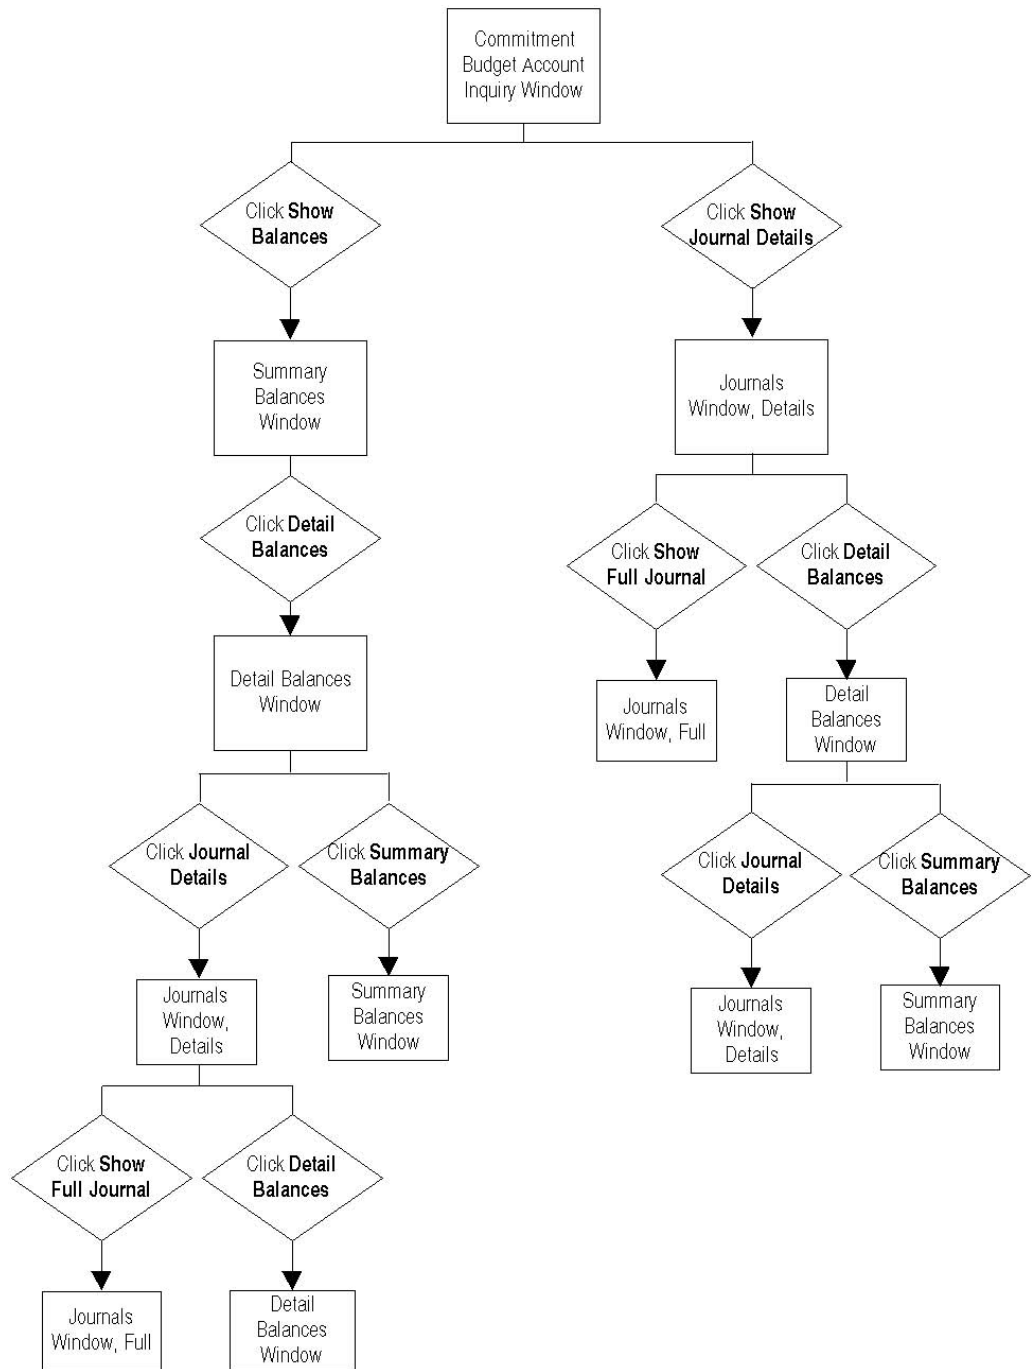 Commitment
Budget Account
Inquiry Window
Click Show
Balances
Click Show
Journal Details
Summary
Balances
Window
Journals
Window, Details
Click Detail
Balances
Click Show
Full Journal
Click Detail
Balances
Detail Balances
Window
Journals
Window, Full
Detail
Balances
Window
Click Journal
Details
Click Summary
Balances
Click Journal
Details
Click Summary
Balances
Journals
Window,
Details
Summary
Balances
Window
Journals
Window,
Details
Summary
Balances
Window
Click Show
Full Journal
Click Detail
Balances
Journals
Window, Full
Detail
Balances
Window